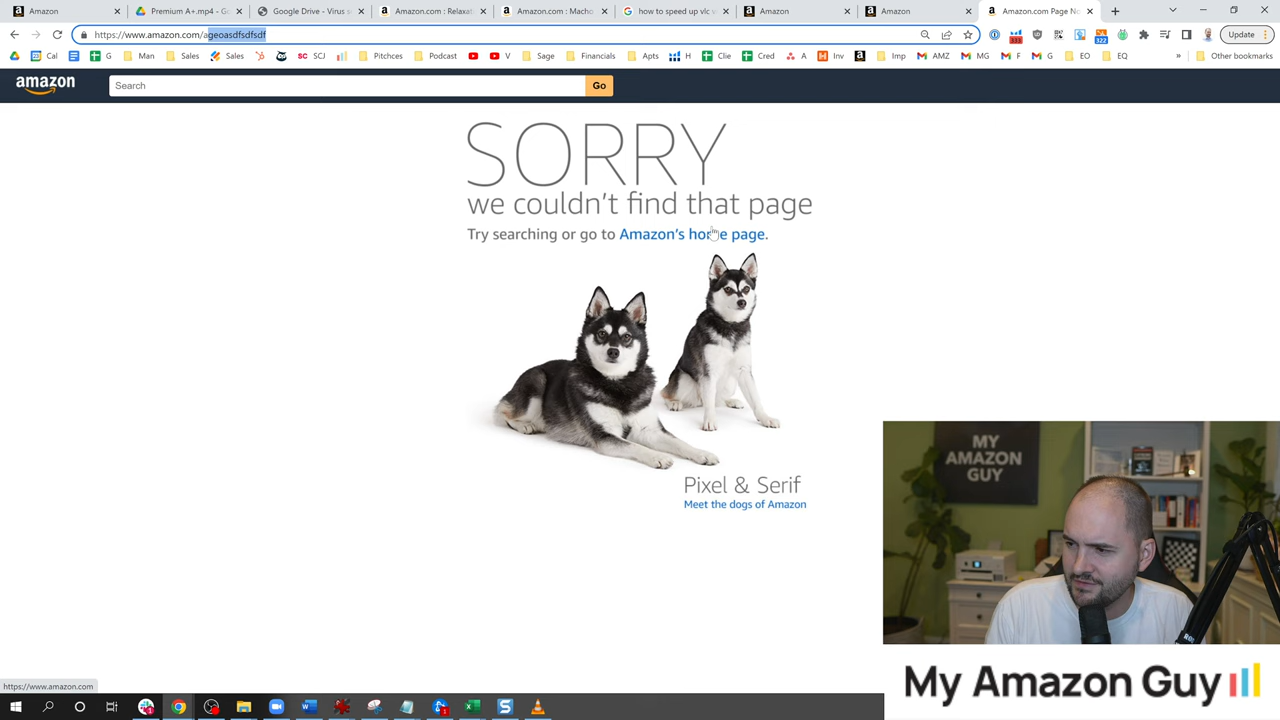 Amazon
Premium A+.mp4 - Go
Google Drive - Virus s
Amazon.com : Relaxat
Amazon.com : Macho
how to speed up vlc v
Amazon
Amazon
Amazon.com Page No
https://www.amazon.com/ageoasdfsdfsdf
Update
Cal
G
Man
Sales
Sales
SC SCJ
Pitchces
Podcast
V
Sage
Financials
Apts
H
Clie
Cred
A
Inv
Imp
AMZ
MG
F
G
EO
EQ
Other bookmarks
amazon
Search
Go
SORRY
we couldn't find that page
Try searching or go to Amazon's home page.
Pixel & Serif
Meet the dogs of Amazon
MY
AMAZON
GUY
https://www.amazon.com
My Amazon Guy